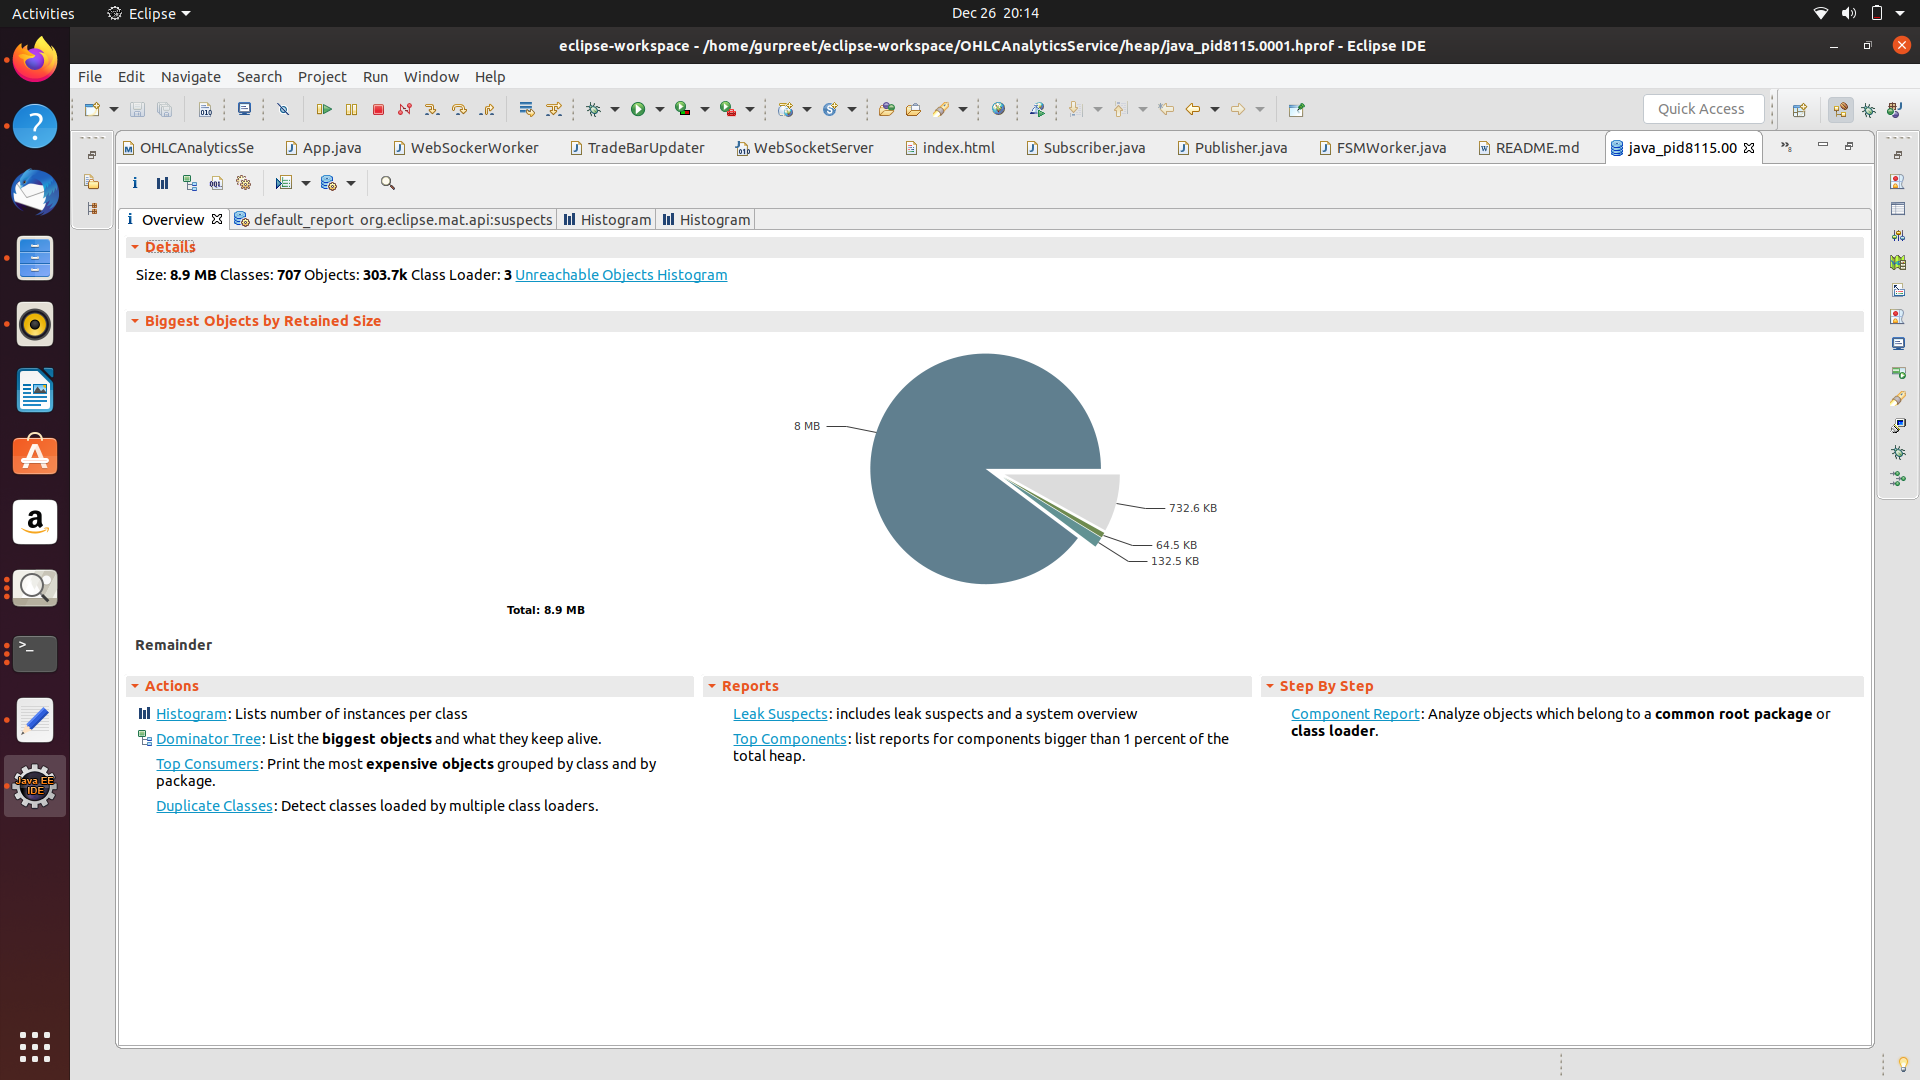 Activities
Eclipse
Dec 26 20:14
eclipse-workspace - /home/gurpreet/eclipse-workspace/OHLCAnalyticsService/heap/java_pid8115.0001.hprof - Eclipse IDE
File Edit Navigate Search Project Run Window Help
Quick Access
OHLCAnalyticsSe App.java WebSockerWorker TradeBarUpdater WebSocketServer index.html Subscriber.java Publisher.java FSMWorker.java README.md java_pid8115.00 »8
Overview default_report org.eclipse.mat.api:suspects Histogram Histogram
Details
Size: 8.9 MB Classes: 707 Objects: 303.7k Class Loader: 3 Unreachable Objects Histogram
Biggest Objects by Retained Size
8 MB
732.6 KB
64.5 KB
132.5 KB
Total: 8.9 MB
Remainder
Actions
Histogram: Lists number of instances per class
Dominator Tree: List the biggest objects and what they keep alive.
Top Consumers: Print the most expensive objects grouped by class and by
package.
Duplicate Classes: Detect classes loaded by multiple class loaders.
Reports
Leak Suspects: includes leak suspects and a system overview
Top Components: list reports for components bigger than 1 percent of the
total heap.
Step By Step
Component Report: Analyze objects which belong to a common root package or
class loader.
Java EE
IDE